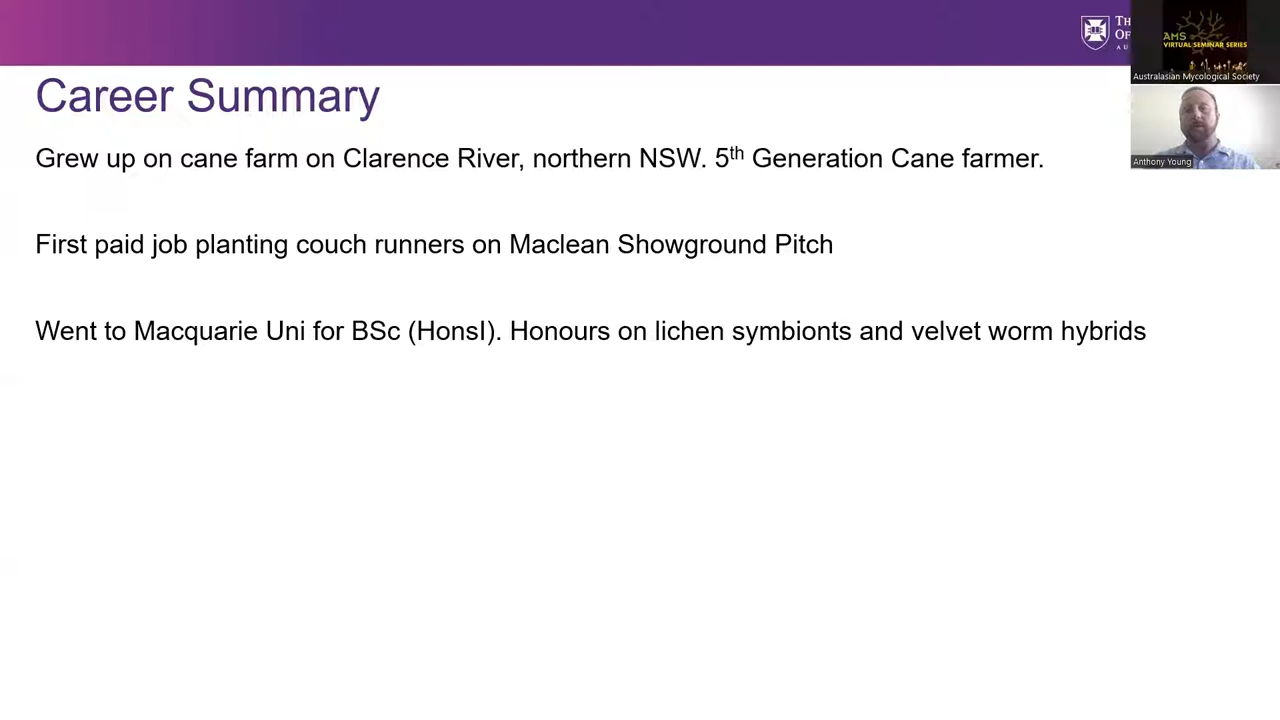 Career Summary
Grew up on cane farm on Clarence River, northern NSW. 5th Generation Cane farmer.
First paid job planting couch runners on Maclean Showground Pitch
Went to Macquarie Uni for BSc (HonsI). Honours on lichen symbionts and velvet worm hybrids
AMS
VIRTUAL SEMINAR SERIES
Australasian Mycological Society
Anthony Young